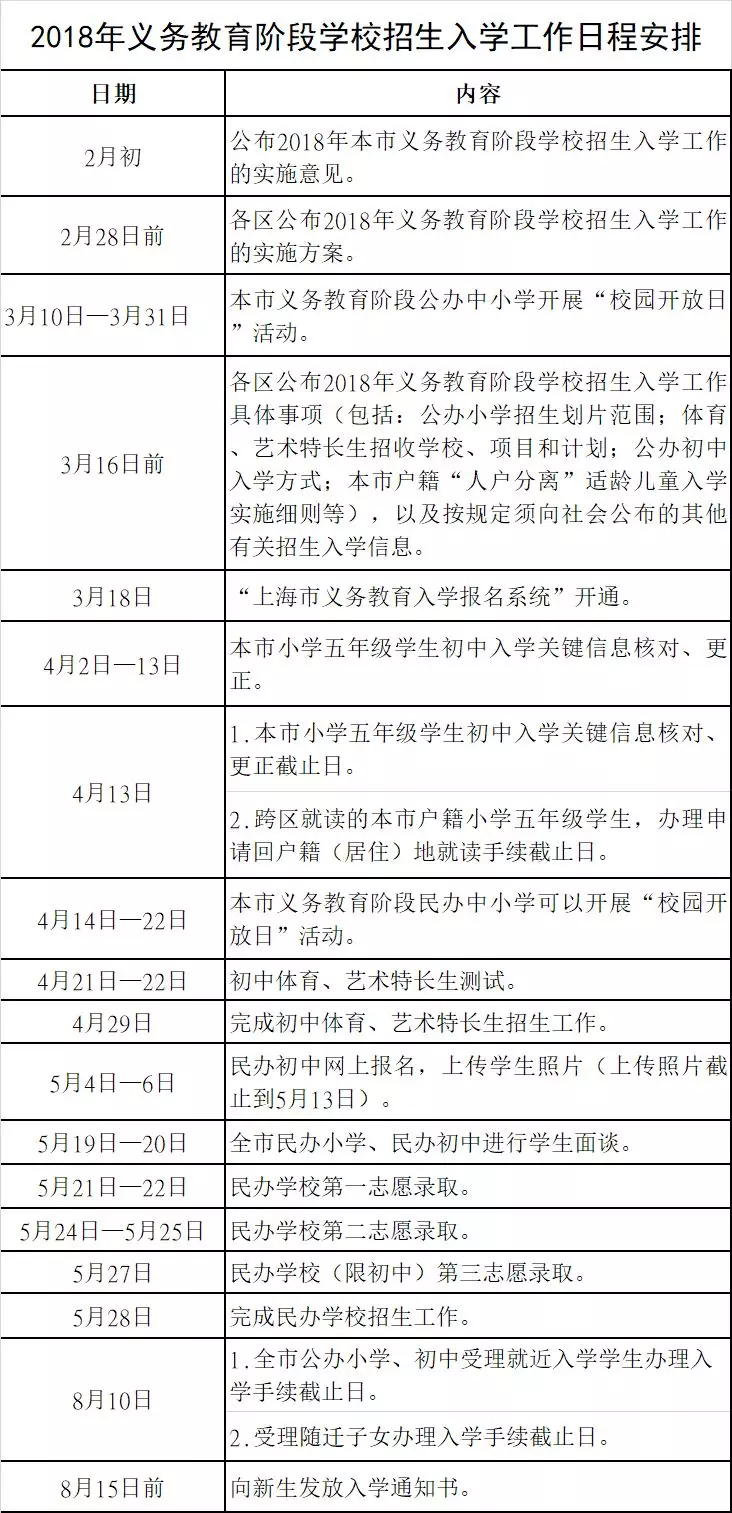 2018年义务教育阶段学校招生入学工作日程安排
日期
内容
2月初
公布2018年本市义务教育阶段学校招生入学工作
的实施意见。
2月28日前
各区公布2018年义务教育阶段学校招生入学工作
的实施方案。
3月10日—3月31日
本市义务教育阶段公办中小学开展“校园开放日
”活动。
3月16日前
各区公布2018年义务教育阶段学校招生入学工作
具体事项（包括：公办小学招生划片范围；体育
、艺术特长生招收学校、项目和计划；公办初中
入学方式；本市户籍“人户分离”适龄儿童入学
实施细则等），以及按规定须向社会公布的其他
有关招生入学信息。
3月18日
“上海市义务教育入学报名系统”开通。
4月2日—13日
本市小学五年级学生初中入学关键信息核对、更
正。
4月13日
1.本市小学五年级学生初中入学关键信息核对、
更正截止日。
2.跨区就读的本市户籍小学五年级学生，办理申
请回户籍（居住）地就读手续截止日。
4月14日—22日
本市义务教育阶段民办中小学可以开展“校园开
放日”活动。
4月21日—22日
初中体育、艺术特长生测试。
4月29日
完成初中体育、艺术特长生招生工作。
5月4日—6日
民办初中网上报名，上传学生照片（上传照片截
止到5月13日）。
5月19日—20日
全市民办小学、民办初中进行学生面谈。
5月21日—22日
民办学校第一志愿录取。
5月24日—5月25日
民办学校第二志愿录取。
5月27日
民办学校（限初中）第三志愿录取。
5月28日
完成民办学校招生工作。
8月10日
1.全市公办小学、初中受理就近入学学生办理入
学手续截止日。
2.受理随迁子女办理入学手续截止日。
8月15日前
向新生发放入学通知书。